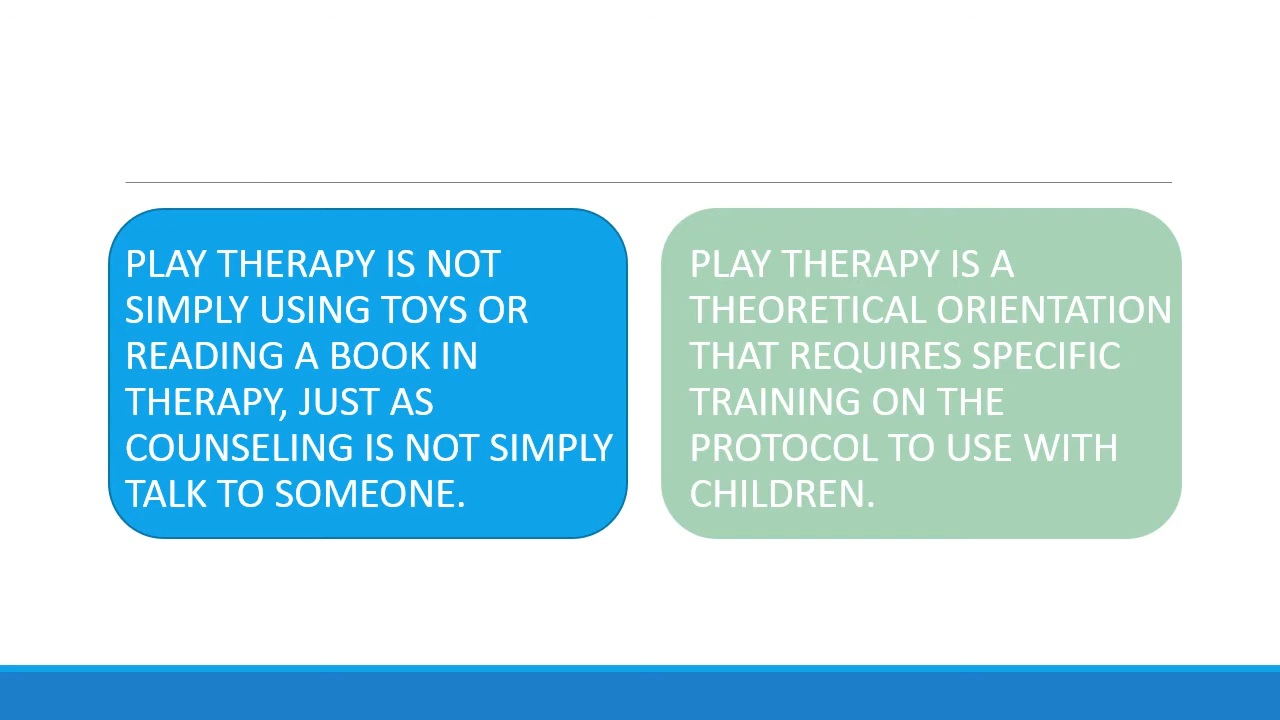 PLAY THERAPY IS NOT
SIMPLY USING TOYS OR
READING A BOOK IN
THERAPY, JUST AS
COUNSELING IS NOT SIMPLY
TALK TO SOMEONE.
PLAY THERAPY IS A
THEORETICAL ORIENTATION
THAT REQUIRES SPECIFIC
TRAINING ON THE
PROTOCOL TO USE WITH
CHILDREN.